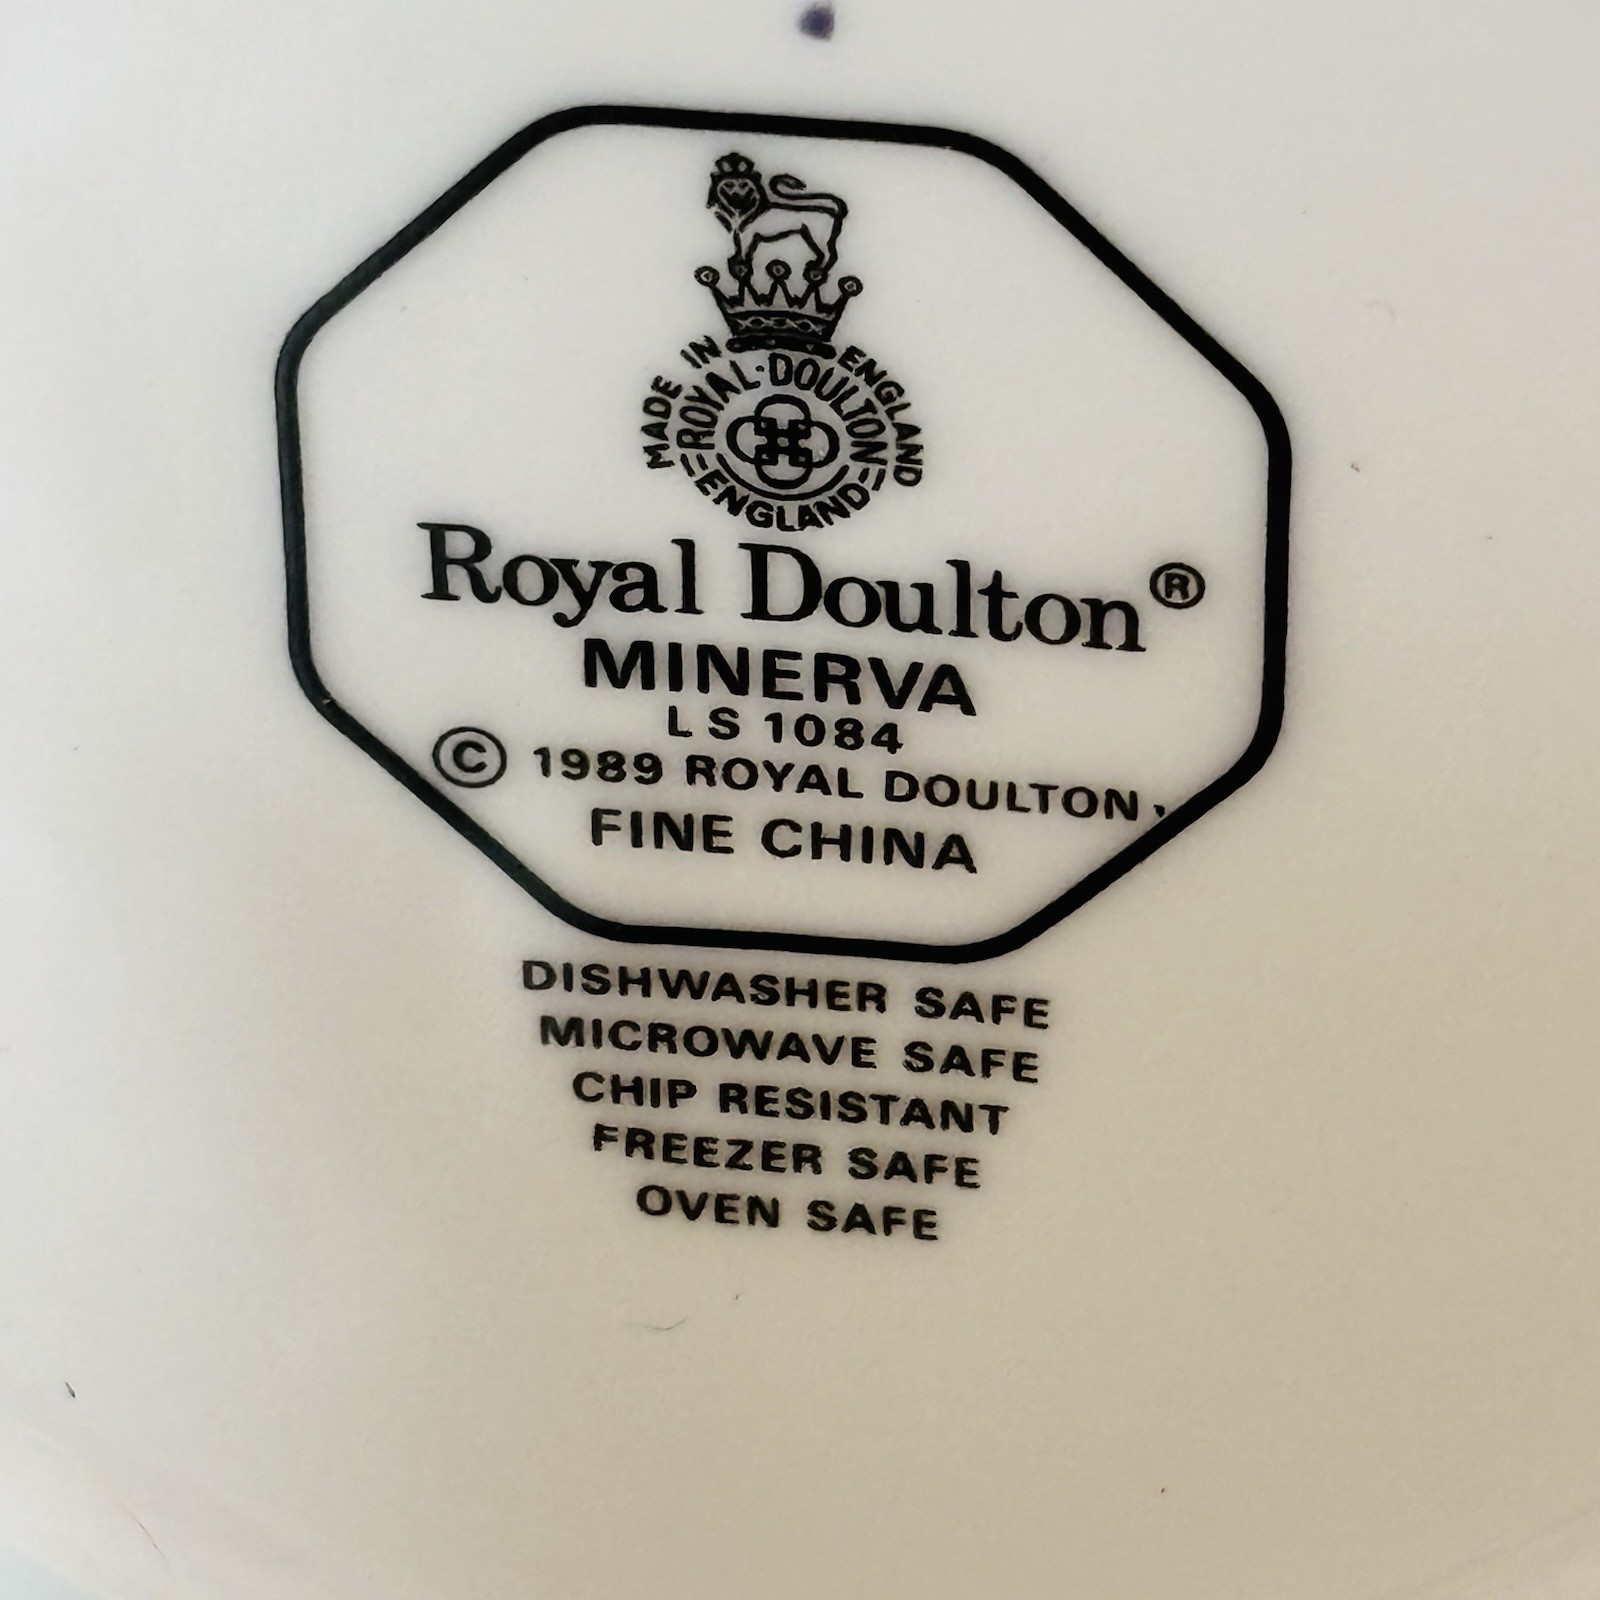 MADE IN ENGLAND
ROYAL·DOULTON
ENGLAND
Royal Doulton®
MINERVA
LS 1084
© 1989 ROYAL DOULTON
FINE CHINA
DISHWASHER SAFE
MICROWAVE SAFE
CHIP RESISTANT
FREEZER SAFE
OVEN SAFE